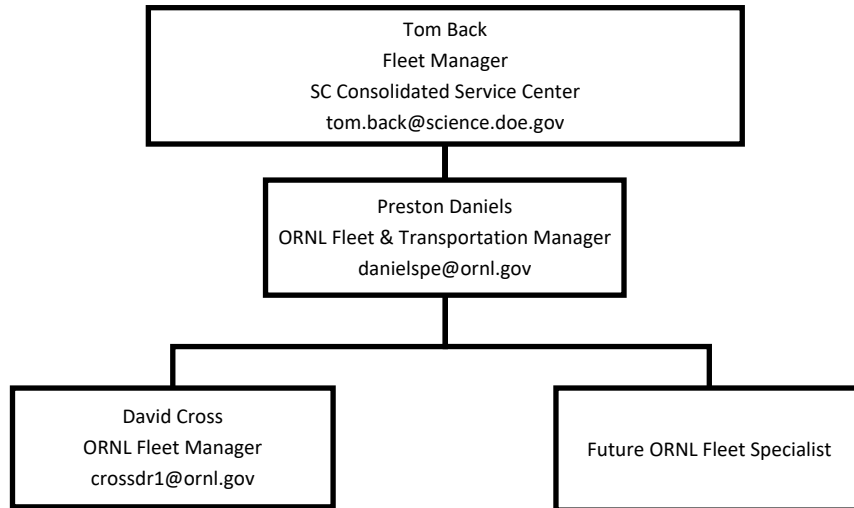 Tom Back
Fleet Manager
SC Consolidated Service Center
tom.back@science.doe.gov
Preston Daniels
ORNL Fleet & Transportation Manager
danielspe@ornl.gov
David Cross
ORNL Fleet Manager
crossdr1@ornl.gov
Future ORNL Fleet Specialist